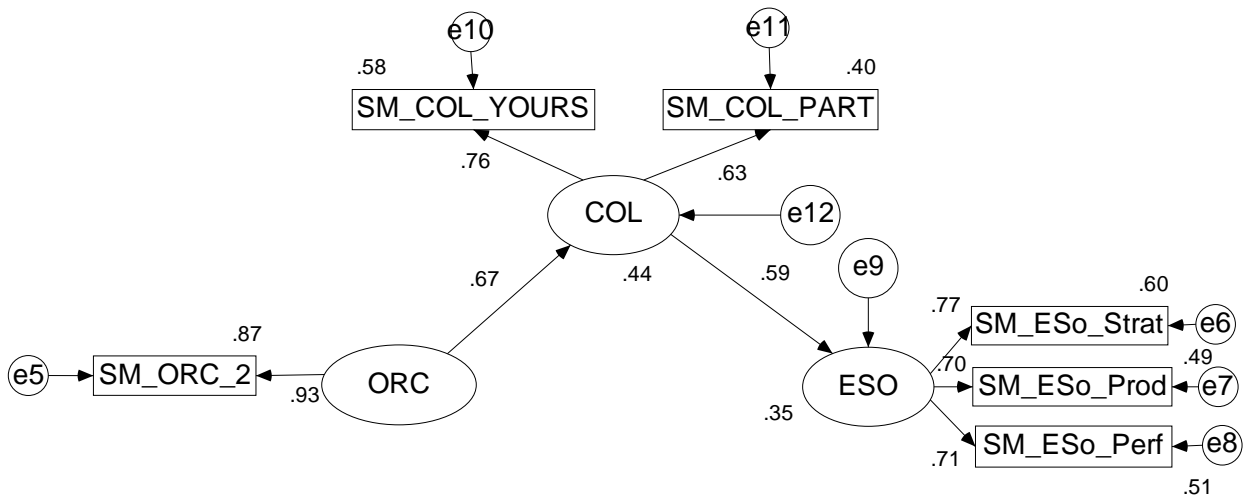 e10
e11
.58
.40
SM_COL_YOURS
SM_COL_PART
.76
.63
COL
e12
.67
.44
.59
e9
.60
.77
SM_ESo_Strat
e6
.87
.49
e5
SM_ORC_2
.93
ORC
.70
ESO
SM_ESo_Prod
e7
.35
.71
SM_ESo_Perf
e8
.51